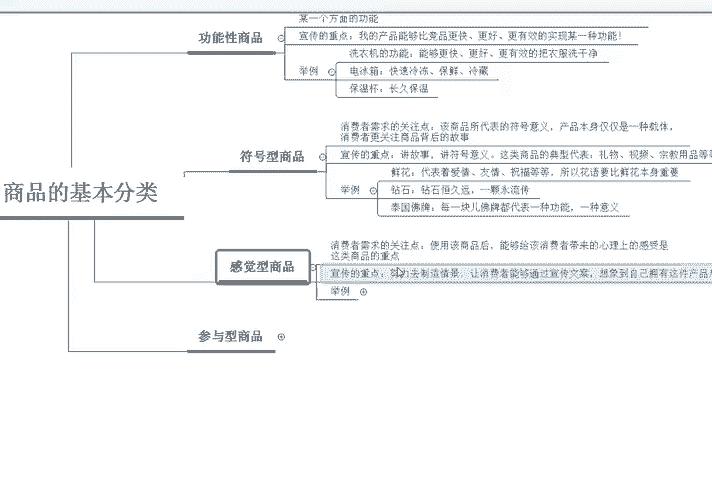 某一个方面的功能
功能性商品
宣传的重点：我的产品能够比竞品更快、更好、更有效的实现某一种功能！
洗衣机的功能：能够更快、更好、更有效的把衣服洗干净
举例
电冰箱：快速冷冻、保鲜、冷藏
保温杯：长久保温
消费者需求的关注点：该商品所代表的符号意义，产品本身仅仅是一种载体，
消费者更关注商品背后的故事
符号型商品
宣传的重点：讲故事，讲符号意义。这类商品的典型代表：礼物、视频、宗教用品等
鲜花：代表着爱情、友情、祝福等等，所以花语要比鲜花本身重要
举例
钻石：钻石恒久远，一颗永流传
泰国佛牌：每一块儿佛牌都代表一种功能，一种意义
商品的基本分类
消费者需求的关注点：使用该商品后，能够给该消费者带来的心理上的感受是
这类商品的重点
感觉型商品
宣传的重点：去制造情景，让消费者能够通过宣传文案，想象到自己拥有这件产品
举例
参与型商品